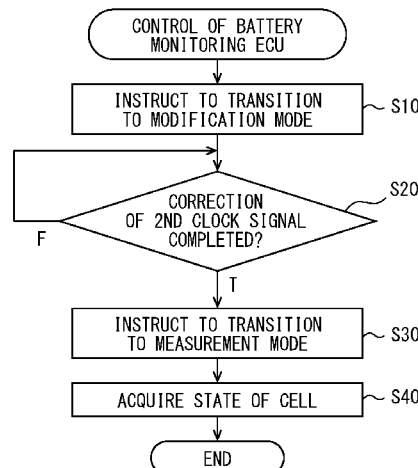 CONTROL OF BATTERY
MONITORING ECU
INSTRUCT TO TRANSITION
TO MODIFICATION MODE
S10
S20
CORRECTION
OF 2ND CLOCK SIGNAL
COMPLETED?
F
T
INSTRUCT TO TRANSITION
TO MEASUREMENT MODE
S30
ACQUIRE STATE OF CELL
S40
END